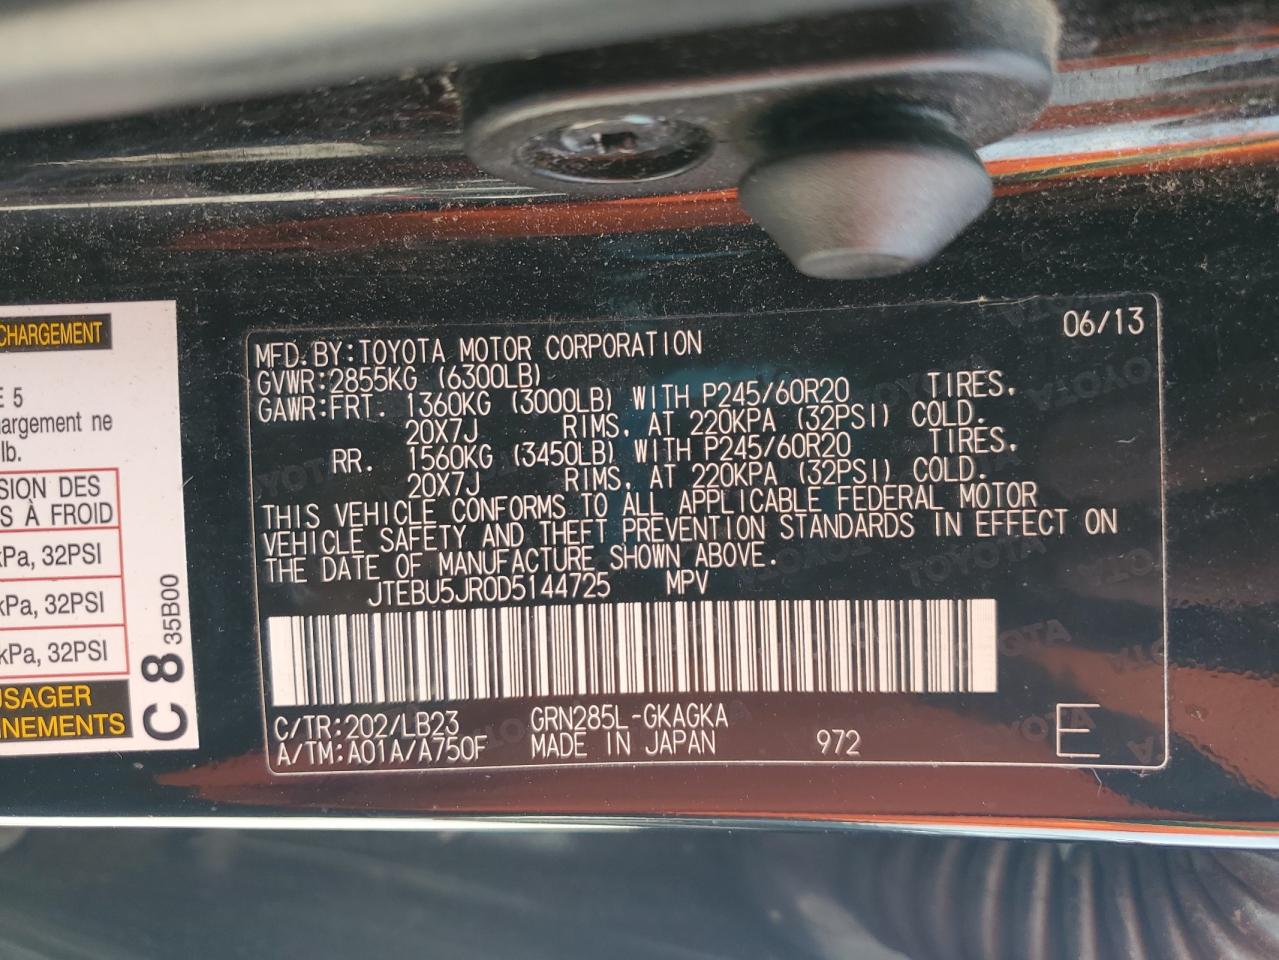 CHARGEMENT
E 5
hargement ne
lb.
SION DES
S À FROID
kPa, 32PSI
kPa, 32PSI
kPa, 32PSI
USAGER
INEMENTS
C 8 35B00
06/13
MFD.BY:TOYOTA MOTOR CORPORATION
GVWR:2855KG (6300LB)
GAWR:FRT. 1360KG (3000LB) WITH P245/60R20 TIRES,
20X7J RIMS, AT 220KPA (32PSI) COLD.
RR. 1560KG (3450LB) WITH P245/60R20 TIRES,
20X7J RIMS, AT 220KPA (32PSI) COLD.
THIS VEHICLE CONFORMS TO ALL APPLICABLE FEDERAL MOTOR
VEHICLE SAFETY AND THEFT PREVENTION STANDARDS IN EFFECT ON
THE DATE OF MANUFACTURE SHOWN ABOVE.
JTEBU5JR0D5144725 MPV
C/TR:202/LB23 GRN285L-GKAGKA
A/TM:A01A/A750F MADE IN JAPAN 972 E